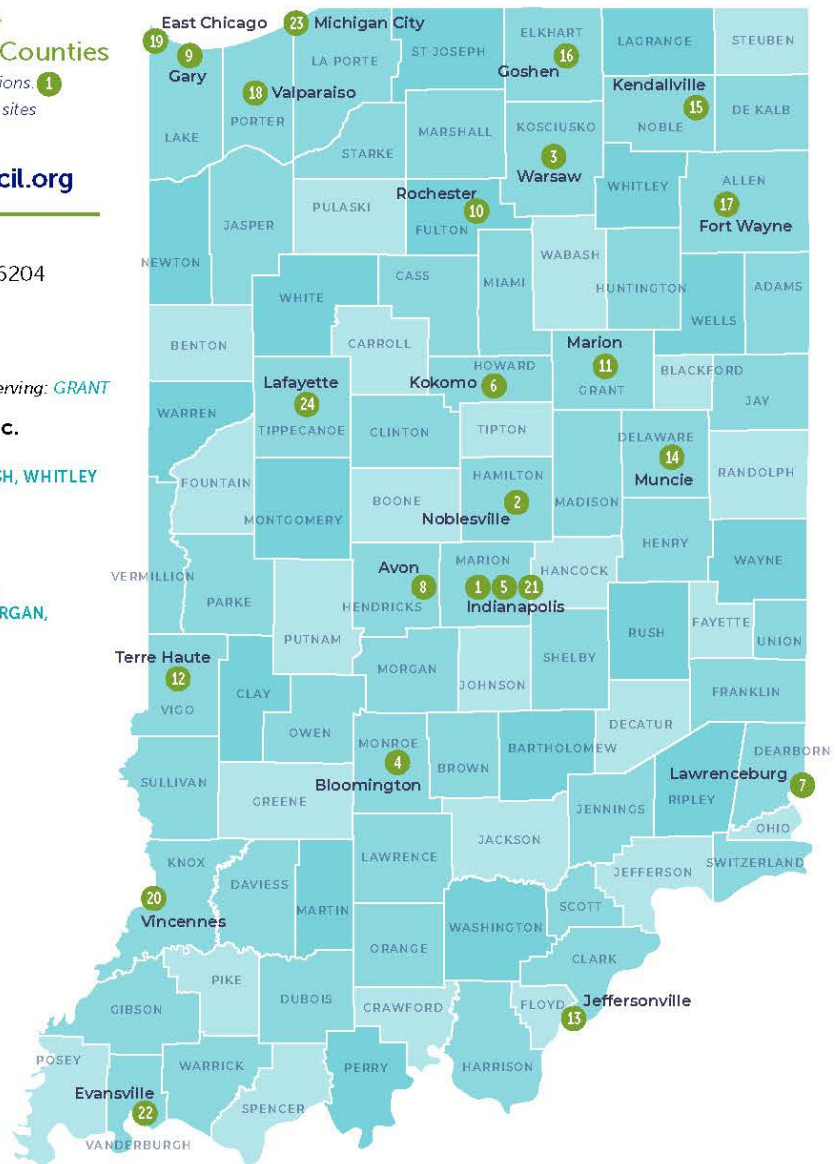 Counties
ions. 1
sites
cil.org
6204
erving: GRANT
c.
SH, WHITLEY
RGAN,
East Chicago
19
23 Michigan City
9
Gary
18 Valparaiso
LAKE
PORTER
LA PORTE
ST JOSEPH
ELKHART
16
Goshen
LAGRANGE
STEUBEN
Kendallville
15
NOBLE
DE KALB
STARKE
MARSHALL
KOSCIUSKO
3
Warsaw
WHITLEY
ALLEN
17
Fort Wayne
NEWTON
JASPER
PULASKI
Rochester
10
FULTON
WABASH
HUNTINGTON
WELLS
ADAMS
WHITE
CASS
MIAMI
BENTON
CARROLL
HOWARD
Kokomo 6
Marion
11
GRANT
BLACKFORD
JAY
WARREN
Lafayette
24
TIPPECANOE
CLINTON
TIPTON
DELAWARE
14
Muncie
RANDOLPH
FOUNTAIN
MONTGOMERY
BOONE
HAMILTON
2
Noblesville
MADISON
HENRY
WAYNE
VERMILLION
PARKE
PUTNAM
Avon
8
HENDRICKS
MARION
1 5 21
Indianapolis
HANCOCK
RUSH
FAYETTE
UNION
Terre Haute
12
VIGO
CLAY
OWEN
MORGAN
JOHNSON
SHELBY
DECATUR
FRANKLIN
SULLIVAN
GREENE
MONROE
4
Bloomington
BROWN
BARTHOLOMEW
JENNINGS
RIPLEY
DEARBORN
Lawrenceburg
7
OHIO
SWITZERLAND
KNOX
20
Vincennes
DAVIESS
MARTIN
LAWRENCE
JACKSON
JEFFERSON
SCOTT
WASHINGTON
ORANGE
CLARK
GIBSON
PIKE
DUBOIS
CRAWFORD
FLOYD
Jeffersonville
13
HARRISON
POSEY
Evansville
22
VANDERBURGH
WARRICK
SPENCER
PERRY